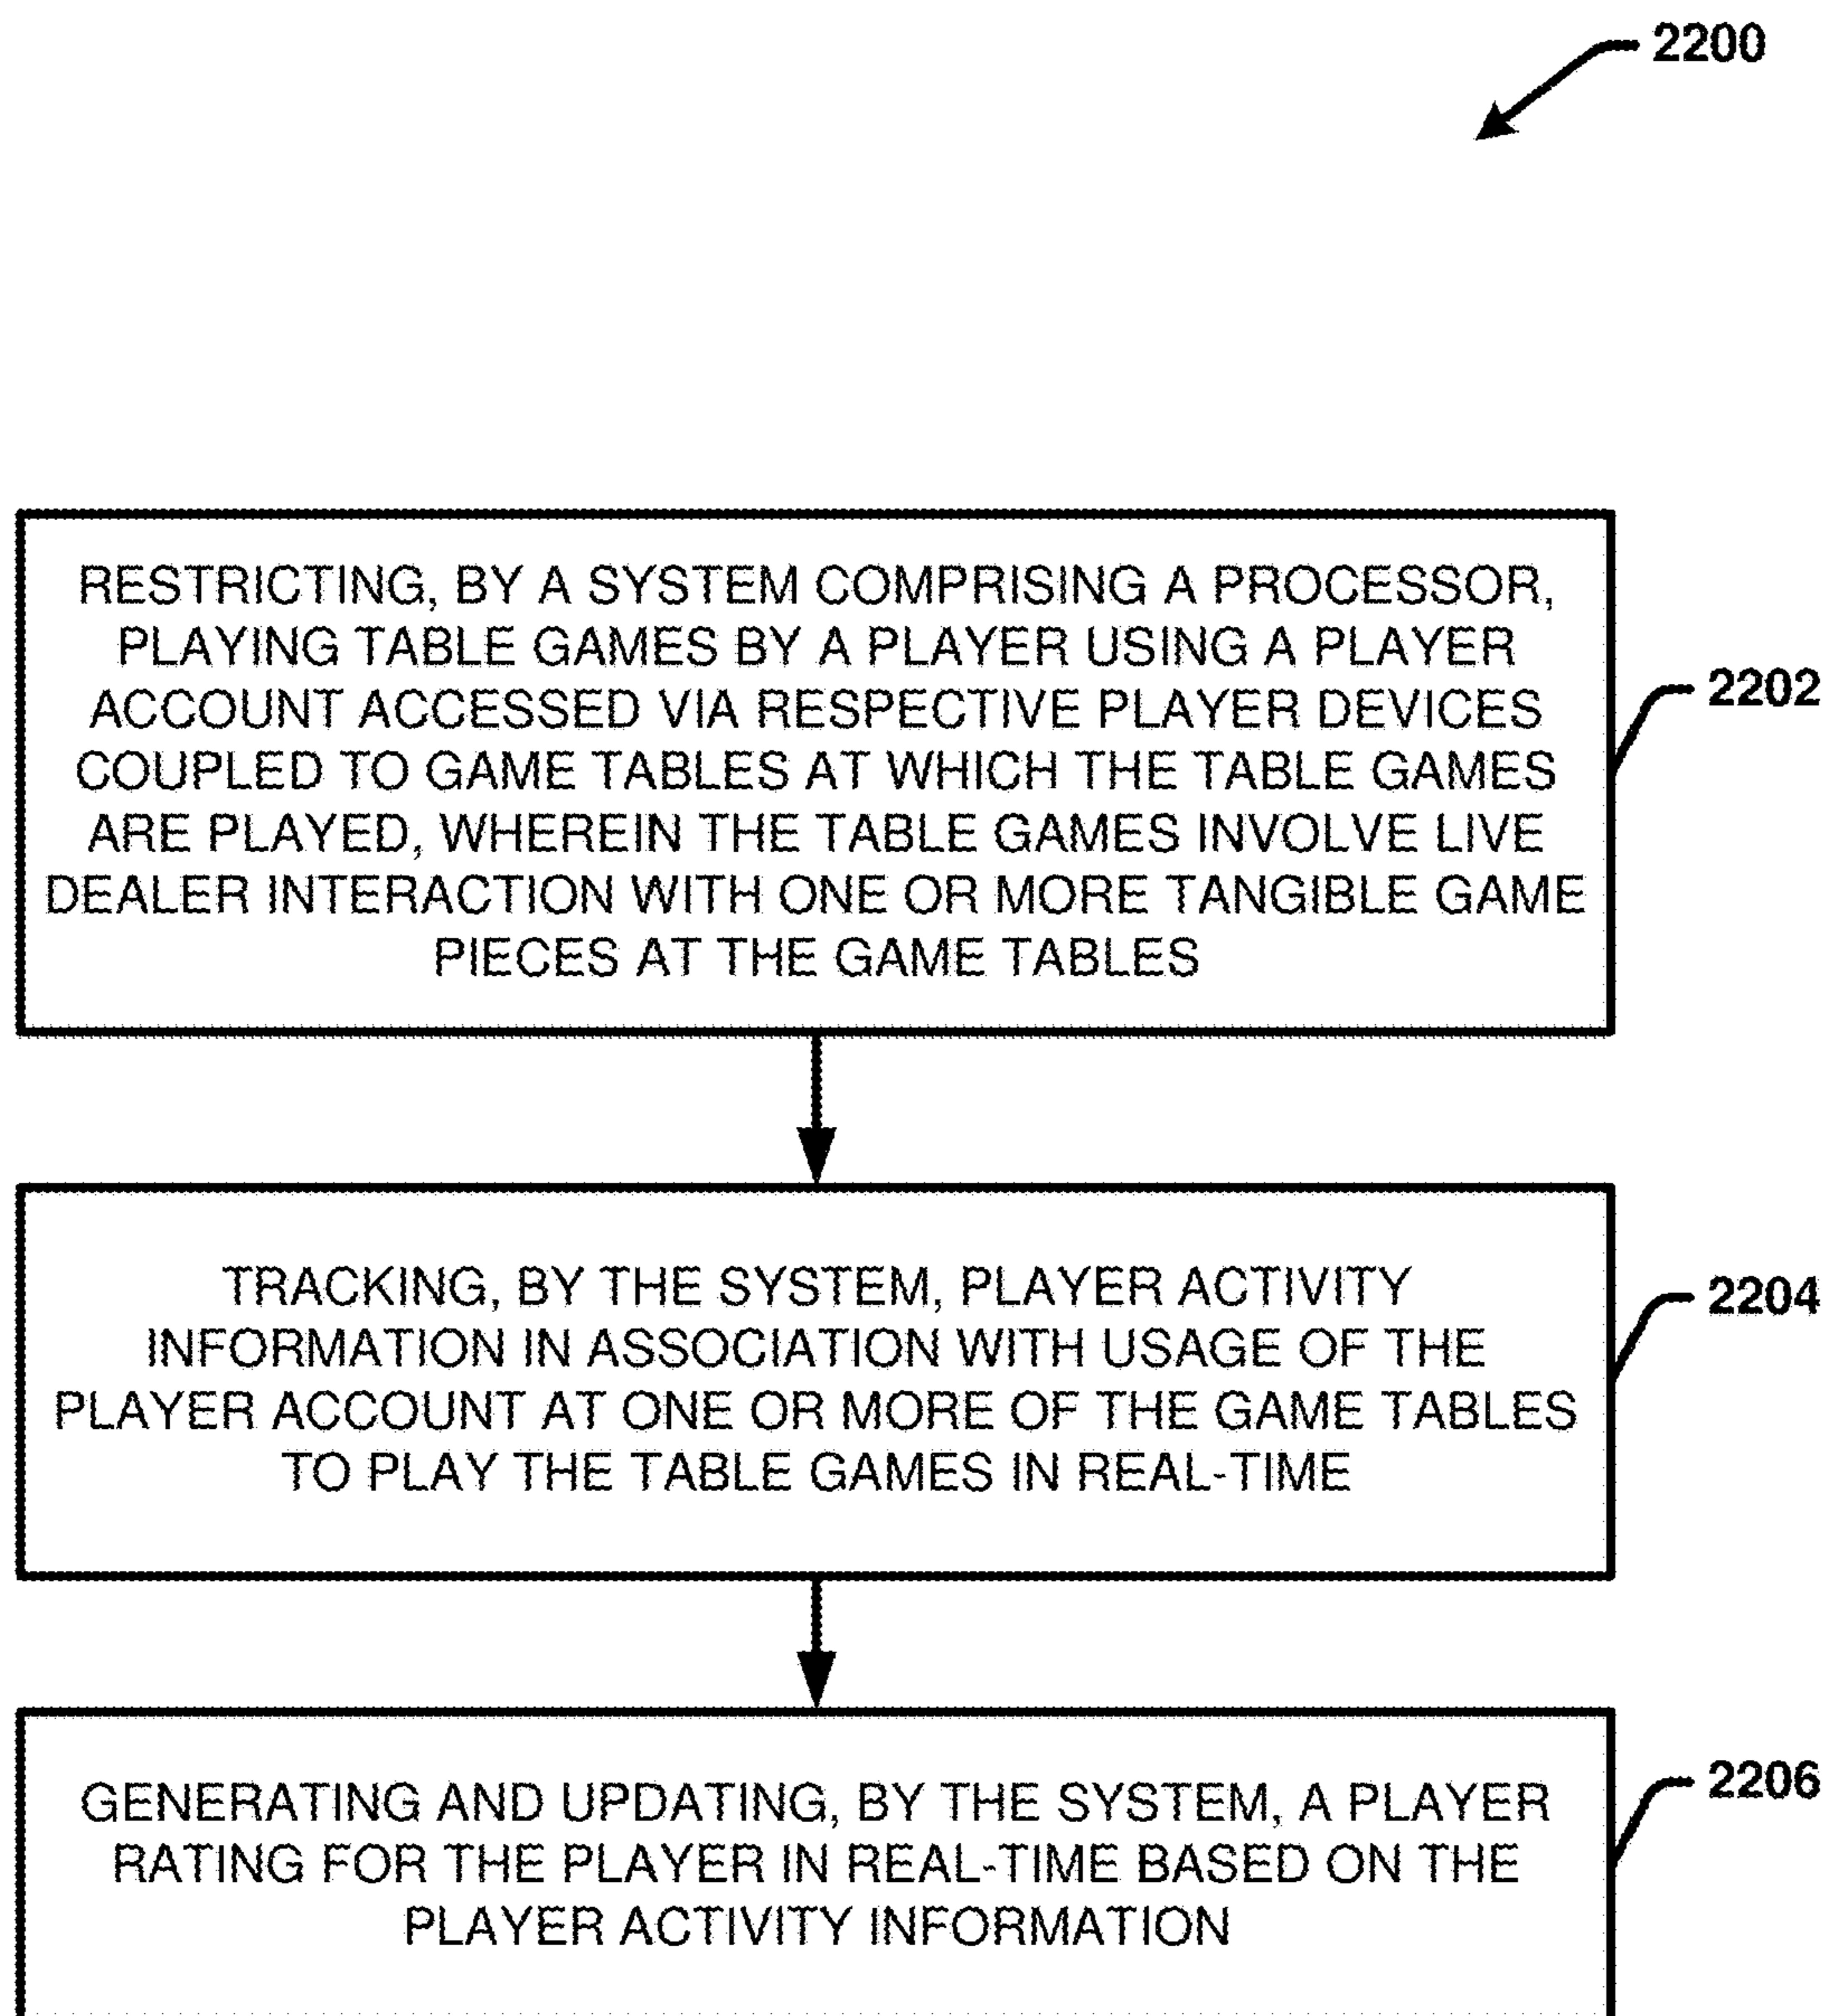 2200
RESTRICTING, BY A SYSTEM COMPRISING A PROCESSOR,
PLAYING TABLE GAMES BY A PLAYER USING A PLAYER
ACCOUNT ACCESSED VIA RESPECTIVE PLAYER DEVICES
COUPLED TO GAME TABLES AT WHICH THE TABLE GAMES
ARE PLAYED, WHEREIN THE TABLE GAMES INVOLVE LIVE
DEALER INTERACTION WITH ONE OR MORE TANGIBLE GAME
PIECES AT THE GAME TABLES
2202
TRACKING, BY THE SYSTEM, PLAYER ACTIVITY
INFORMATION IN ASSOCIATION WITH USAGE OF THE
PLAYER ACCOUNT AT ONE OR MORE OF THE GAME TABLES
TO PLAY THE TABLE GAMES IN REAL-TIME
2204
GENERATING AND UPDATING, BY THE SYSTEM, A PLAYER
RATING FOR THE PLAYER IN REAL-TIME BASED ON THE
PLAYER ACTIVITY INFORMATION
2206